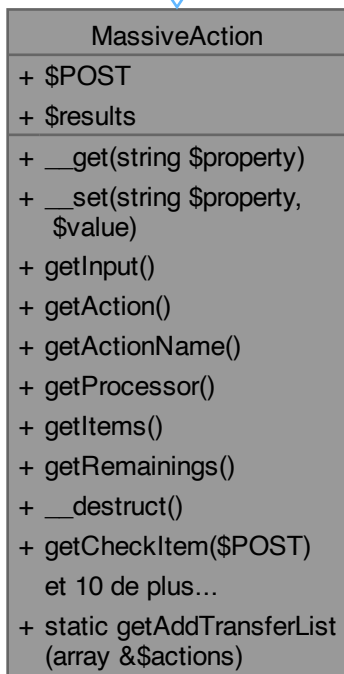 MassiveAction
+ $POST
+ $results
+ __get(string $property)
+ __set(string $property,
$value)
+ getInput()
+ getAction()
+ getActionName()
+ getProcessor()
+ getItems()
+ getRemainings()
+ __destruct()
+ getCheckItem($POST)
et 10 de plus...
+ static getAddTransferList
(array &$actions)